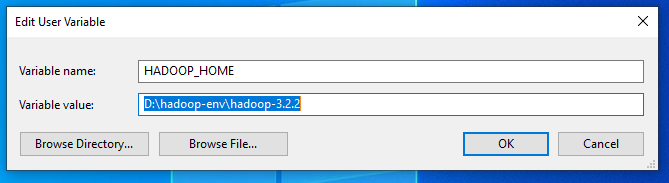 Edit User Variable
Variable name: HADOOP_HOME
Variable value: D:\hadoop-env\hadoop-3.2.2
Browse Directory... Browse File... OK Cancel